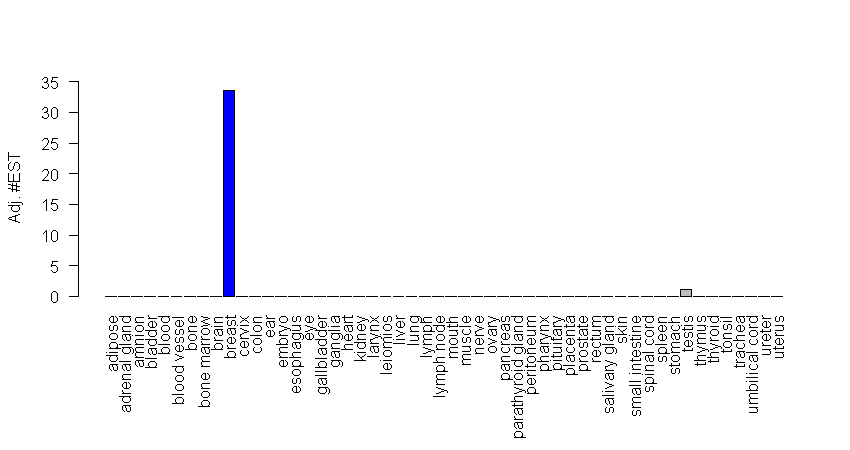 Adj. #EST
35
30
25
20
15
10
5
0
adipose
adrenal gland
amnion
bladder
blood
blood vessel
bone
bone marrow
brain
breast
cervix
colon
ear
embryo
esophagus
eye
gallbladder
ganglia
heart
kidney
larynx
leiomios
liver
lung
lymph
lymph node
mouth
muscle
nerve
ovary
pancreas
parathyroid gland
peritoneum
pharynx
pituitary
placenta
prostate
rectum
salivary gland
skin
small intestine
spinal cord
spleen
stomach
testis
thymus
thyroid
tonsil
trachea
umbilical cord
ureter
uterus